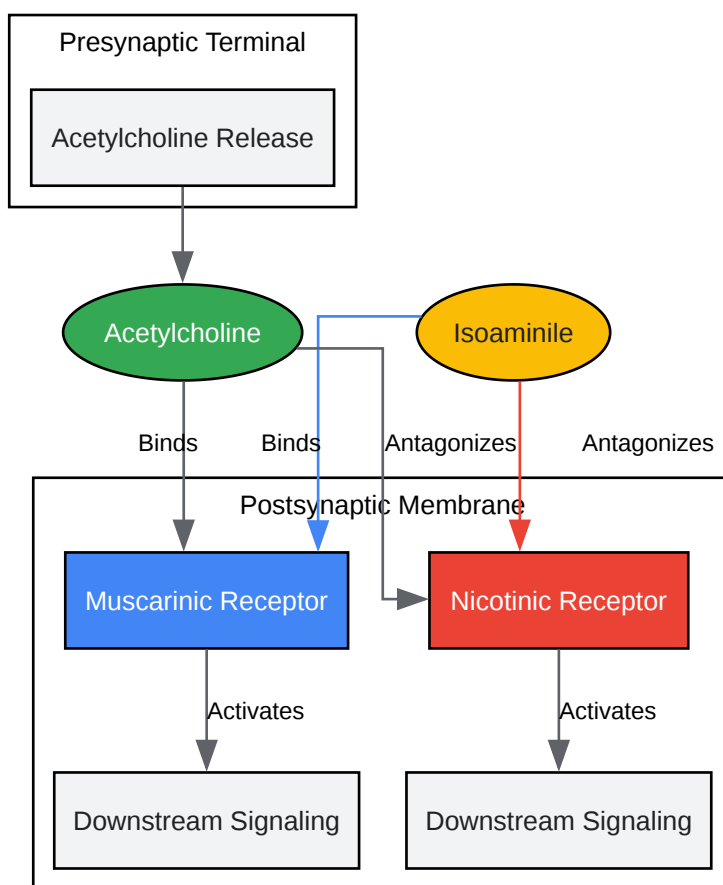 Presynaptic Terminal
Acetylcholine Release
Acetylcholine
Isoaminile
Binds
Binds
Antagonizes
Antagonizes
Postsynaptic Membrane
Muscarinic Receptor
Nicotinic Receptor
Activates
Activates
Downstream Signaling
Downstream Signaling